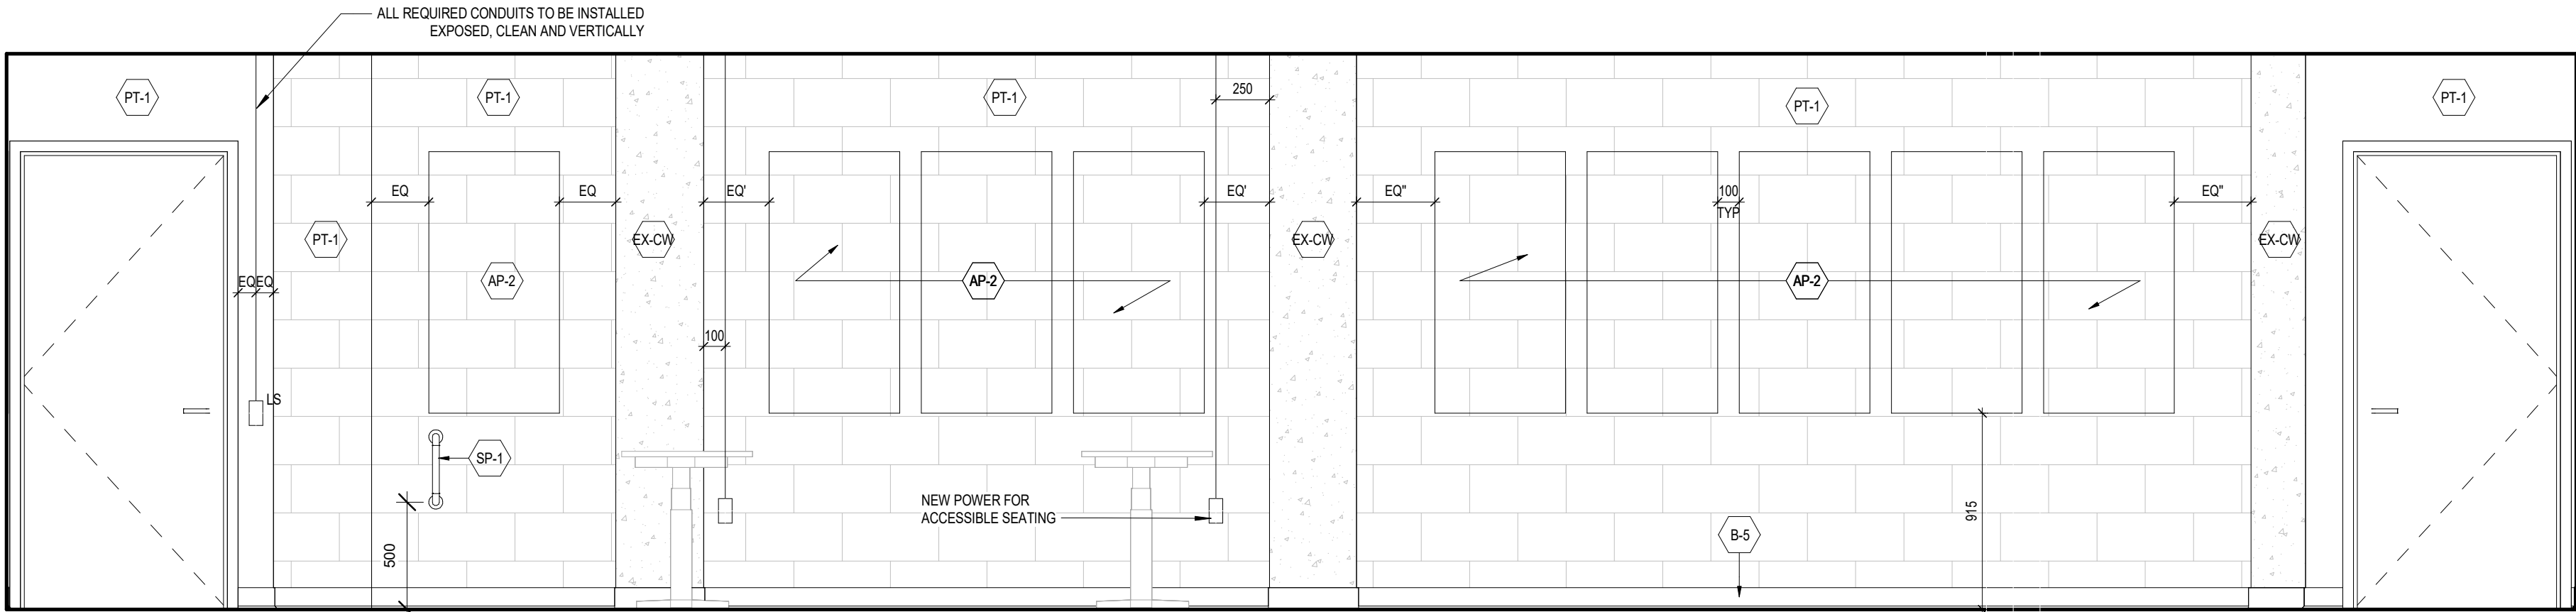 ALL REQUIRED CONDUITS TO BE INSTALLED
EXPOSED, CLEAN AND VERTICALLY
PT-1
PT-1
PT-1
250
PT-1
PT-1
EQ
EQ
EQ'
EQ'
EQ"
100
TYP
EQ"
PT-1
EX-CW
EX-CW
EX-CW
EQ
EQ
AP-2
AP-2
AP-2
100
LS
SP-1
NEW POWER FOR
ACCESSIBLE SEATING
500
915
B-5